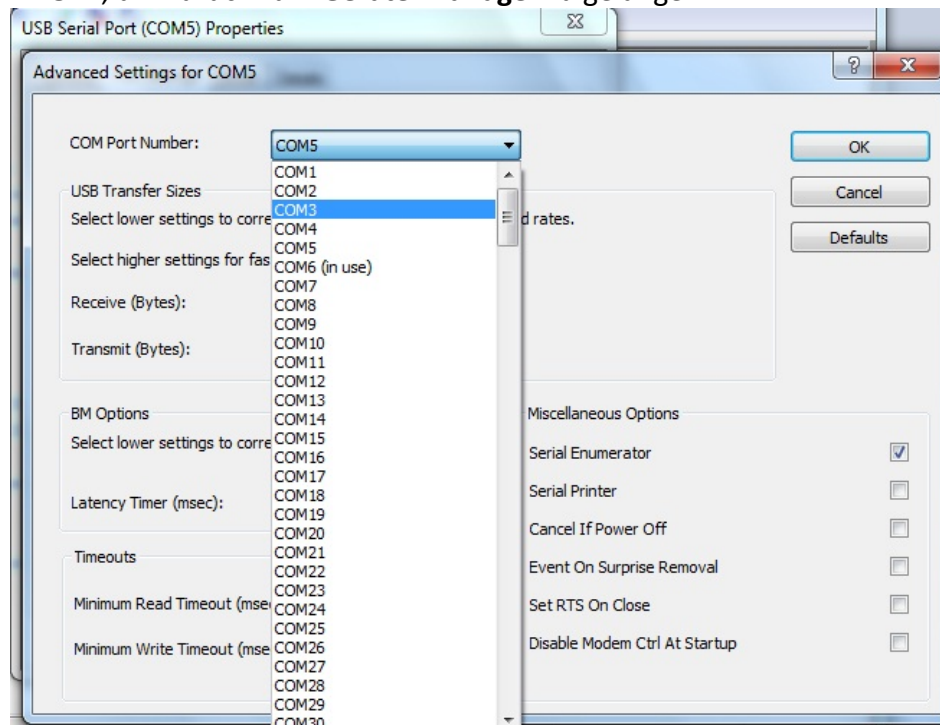 USB Serial Port (COM5) Properties
Advanced Settings for COM5
COM Port Number:
COM5
OK
Cancel
Defaults
COM1
COM2
COM3
COM4
COM5
COM6 (in use)
COM7
COM8
COM9
COM10
COM11
COM12
COM13
COM14
COM15
COM16
COM17
COM18
COM19
COM20
COM21
COM22
COM23
COM24
COM25
COM26
COM27
COM28
COM29
COM30
USB Transfer Sizes
Select lower settings to corre
d rates.
Select higher settings for fas
Receive (Bytes):
Transmit (Bytes):
BM Options
Select lower settings to corre
Latency Timer (msec):
Timeouts
Minimum Read Timeout (mse
Minimum Write Timeout (mse
Miscellaneous Options
Serial Enumerator
Serial Printer
Cancel If Power Off
Event On Surprise Removal
Set RTS On Close
Disable Modem Ctrl At Startup